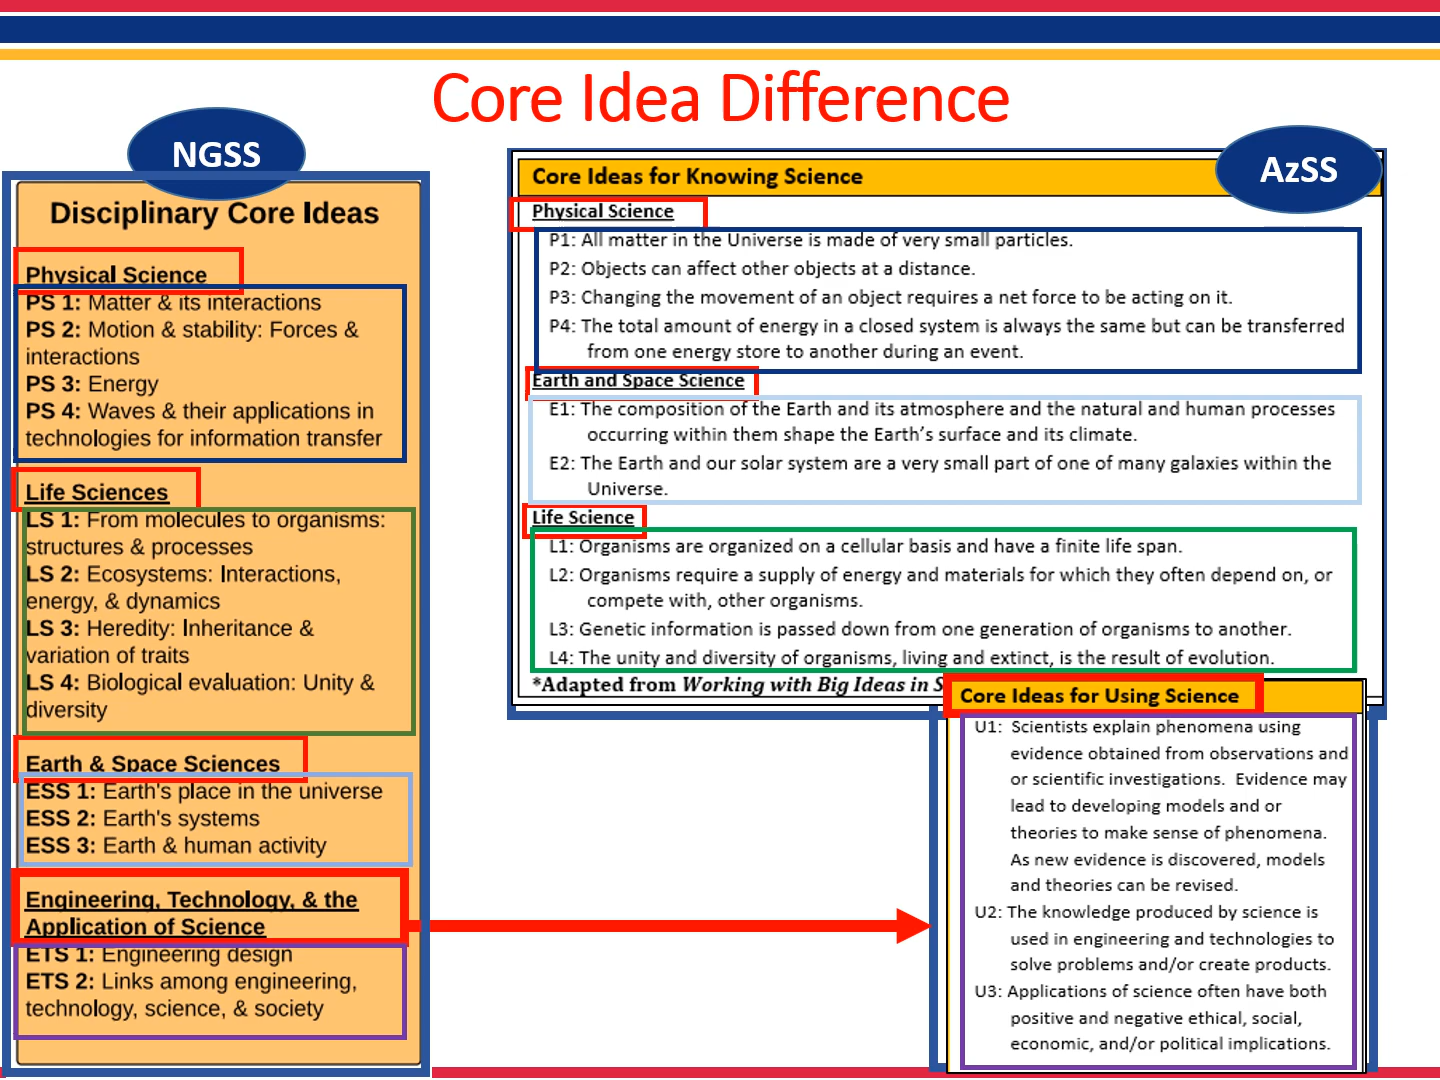 Core Idea Difference
NGSS
Disciplinary Core Ideas
Physical Science
PS 1: Matter & its interactions
PS 2: Motion & stability: Forces &
interactions
PS 3: Energy
PS 4: Waves & their applications in
technologies for information transfer
Life Sciences
LS 1: From molecules to organisms:
structures & processes
LS 2: Ecosystems: Interactions,
energy, & dynamics
LS 3: Heredity: Inheritance &
variation of traits
LS 4: Biological evaluation: Unity &
diversity
Earth & Space Sciences
ESS 1: Earth's place in the universe
ESS 2: Earth's systems
ESS 3: Earth & human activity
Engineering, Technology, & the
Application of Science
ETS 1: Engineering design
ETS 2: Links among engineering,
technology, science, & society
AzSS
Core Ideas for Knowing Science
Physical Science
P1: All matter in the Universe is made of very small particles.
P2: Objects can affect other objects at a distance.
P3: Changing the movement of an object requires a net force to be acting on it.
P4: The total amount of energy in a closed system is always the same but can be transferred
from one energy store to another during an event.
Earth and Space Science
E1: The composition of the Earth and its atmosphere and the natural and human processes
occurring within them shape the Earth’s surface and its climate.
E2: The Earth and our solar system are a very small part of one of many galaxies within the
Universe.
Life Science
L1: Organisms are organized on a cellular basis and have a finite life span.
L2: Organisms require a supply of energy and materials for which they often depend on, or
compete with, other organisms.
L3: Genetic information is passed down from one generation of organisms to another.
L4: The unity and diversity of organisms, living and extinct, is the result of evolution.
*Adapted from Working with Big Ideas in S
Core Ideas for Using Science
U1: Scientists explain phenomena using
evidence obtained from observations and
or scientific investigations. Evidence may
lead to developing models and or
theories to make sense of phenomena.
As new evidence is discovered, models
and theories can be revised.
U2: The knowledge produced by science is
used in engineering and technologies to
solve problems and/or create products.
U3: Applications of science often have both
positive and negative ethical, social,
economic, and/or political implications.